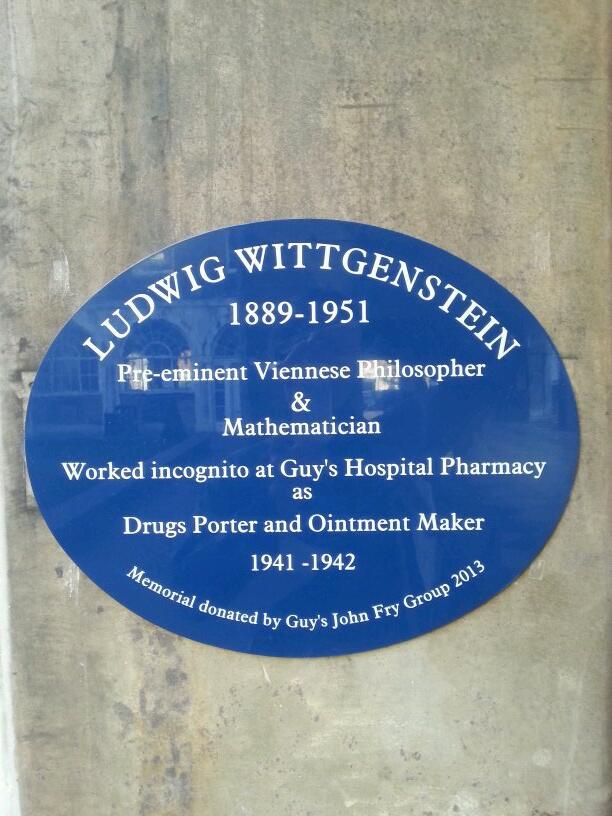 LUDWIG WITTGENSTEIN
1889-1951
Pre-eminent Viennese Philosopher
&
Mathematician
Worked incognito at Guy's Hospital Pharmacy
as
Drugs Porter and Ointment Maker
1941 -1942
Memorial donated by Guy's John Fry Group 2013